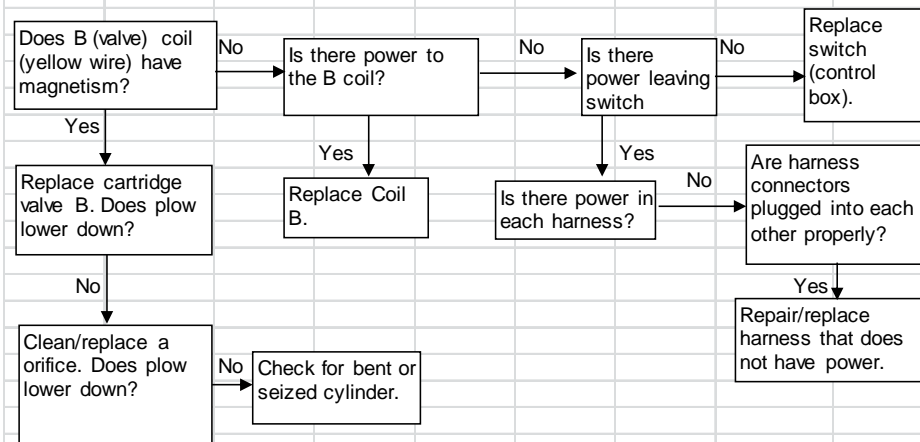 Does B (valve) coil
(yellow wire) have
magnetism?
No
Is there power to
the B coil?
No
Is there
power leaving
switch
No
Replace
switch
(control
box).
Yes
Yes
Yes
Replace cartridge
valve B. Does plow
lower down?
Replace Coil
B.
Is there power in
each harness?
No
Are harness
connectors
plugged into each
other properly?
No
Yes
Clean/replace a
orifice. Does plow
lower down?
No
Check for bent or
seized cylinder.
Repair/replace
harness that does
not have power.